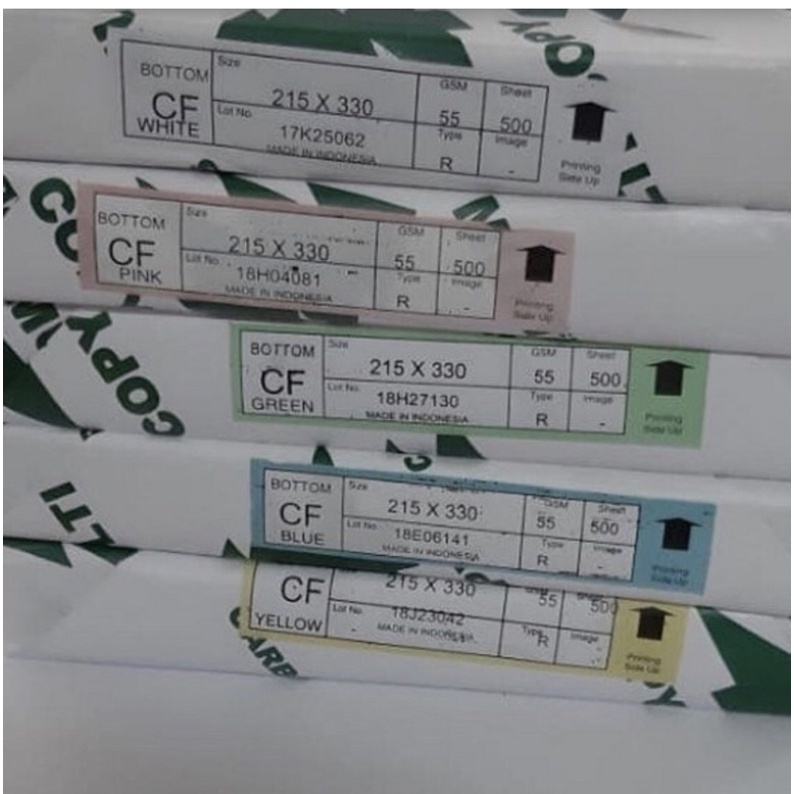 COPY
BOTTOM
CF
WHITE
Size
215 X 330
GSM
55
Sheet
500
Lot No.
17K25062
MADE IN INDONESIA
Type
R
Image
-
Printing
Side Up
LT
CO
BOTTOM
CF
PINK
Size
215 X 330
GSM
55
Sheet
500
Lot No.
18H04081
MADE IN INDONESIA
Type
R
Image
-
Printing
Side Up
COPY
BOTTOM
CF
GREEN
Size
215 X 330
GSM
55
Sheet
500
Lot No.
18H27130
MADE IN INDONESIA
Type
R
Image
-
Printing
Side Up
LTI
BOTTOM
CF
BLUE
Size
215 X 330
GSM
55
Sheet
500
Lot No.
18E06141
MADE IN INDONESIA
Type
R
Image
-
Printing
Side Up
CF
YELLOW
215 X 330
55
500
Lot No.
18J23042
MADE IN INDONESIA
Type
R
Image
-
Printing
Side Up
CARB